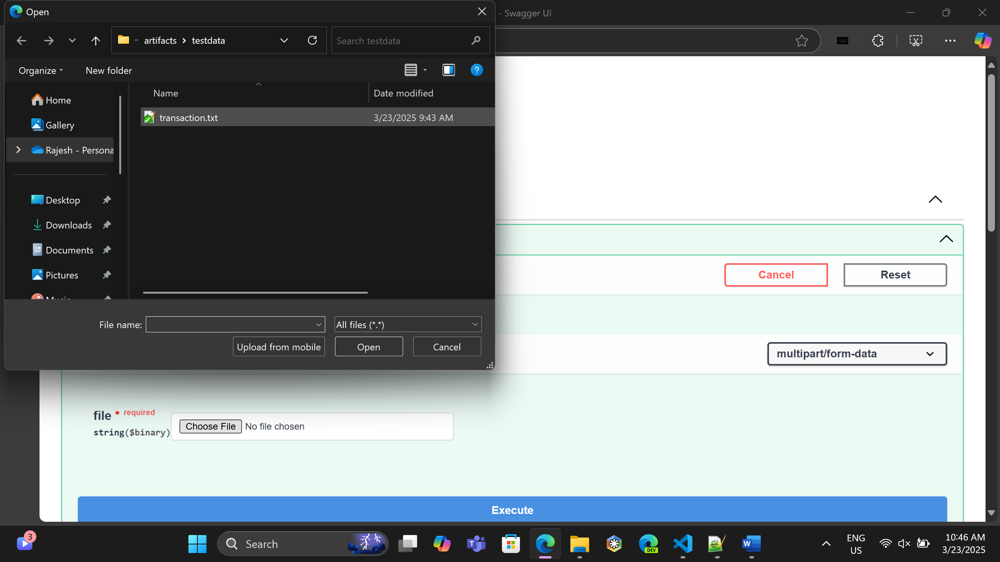 Open
- Swagger UI
« artifacts > testdata
Search testdata
Organize
New folder
Name
Date modified
Home
transaction.txt
3/23/2025 9:43 AM
Gallery
Rajesh - Persona
Desktop
Downloads
Documents
Pictures
Music
Cancel
Reset
File name:
All files (*.*)
Upload from mobile
Open
Cancel
multipart/form-data
file * required
string($binary)
Choose File No file chosen
Execute
3
Search
DEV
ENG
US
10:46 AM
3/23/2025